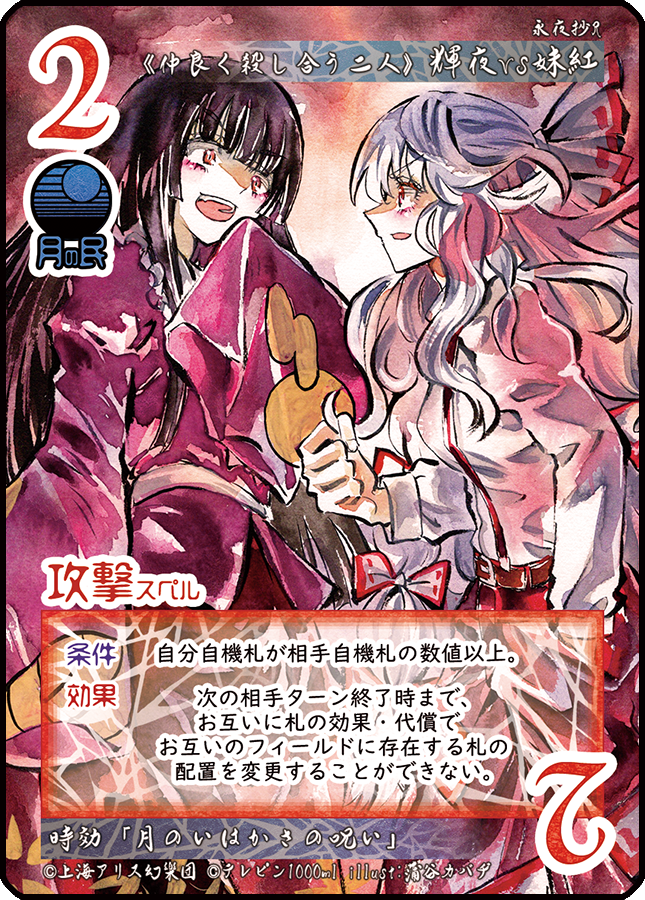 永夜抄兄
2
《仲良く殺し合う二人》輝夜vs妹紅
月の民
攻撃スペル
条件 自分自機札が相手自機札の数値以上。
効果 次の相手ターン終了時まで、
お互いに札の効果・代償で
お互いのフィールドに存在する札の
配置を変更することができない。
2
時効「月のいはかさの呪い」
©上海アリス幻樂団 ©テレピン1000ml illust:蒲谷カバヂ